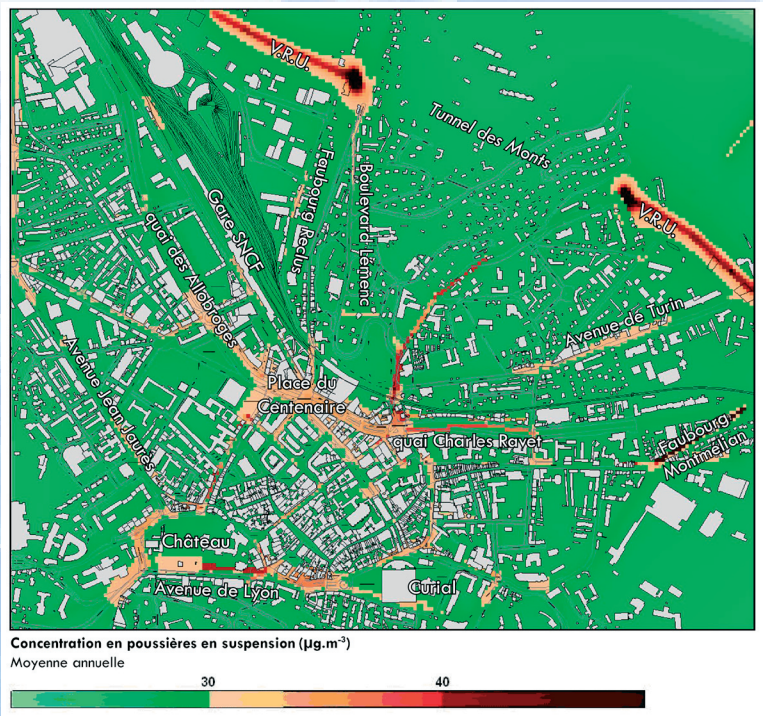 V.R.U.
Tunnel des Monts
Faubourg Reclus
Boulevard Lémenc
V.R.U.
Gare SNCF
quai des Allobroges
Avenue de Turin
Avenue Jean Jaurès
Place du
Centenaire
quai Charles Ravet
Faubourg
Montmélian
Château
Avenue de Lyon
Curial
Concentration en poussières en suspension (µg.m-3)
Moyenne annuelle
30
40